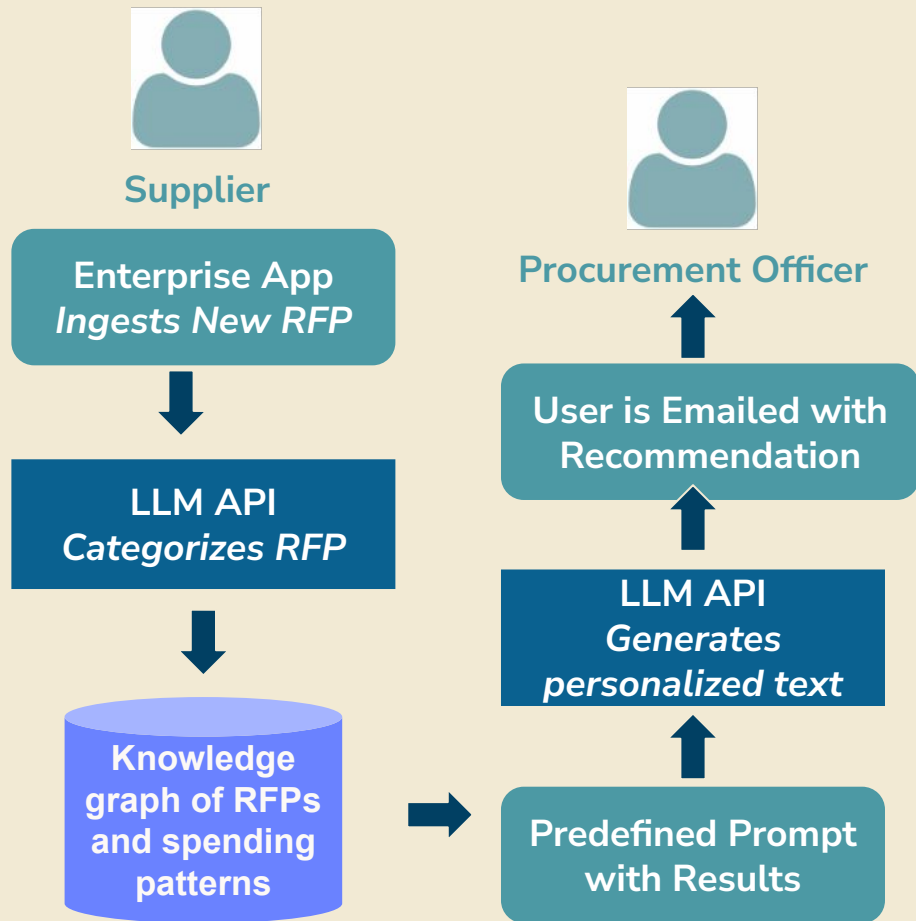 Supplier
Enterprise App
Ingests New RFP
LLM API
Categorizes RFP
Knowledge
graph of RFPs
and spending
patterns
Predefined Prompt
with Results
LLM API
Generates
personalized text
User is Emailed with
Recommendation
Procurement Officer